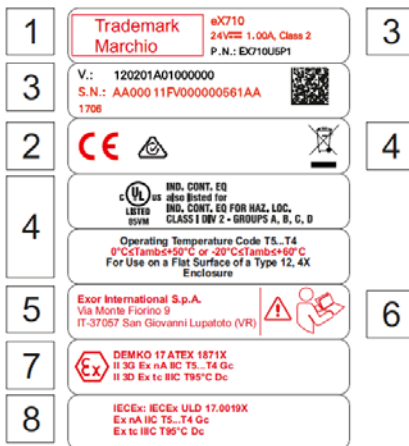 1
Trademark
Marchio
eX710
24V 1.00A, Class 2
P.N.: EX710U5P1
3
3
V.: 120201A01000000
S.N.: AA000 11FV000000561AA
1706
2
CE
4
4
C UL US
LISTED
05VM
IND. CONT. EQ
also listed for
IND. CONT. EQ FOR HAZ. LOC.
CLASS I DIV 2 - GROUPS A, B, C, D
Operating Temperature Code T5...T4
0°C≤Tamb≤+50°C or -20°C≤Tamb≤+60°C
For Use on a Flat Surface of a Type 12, 4X
Enclosure
5
Exor International S.p.A.
Via Monte Fiorino 9
IT-37057 San Giovanni Lupatoto (VR)
6
7
Ex
DEMKO 17 ATEX 1871X
II 3G Ex nA IIC T5...T4 Gc
II 3D Ex tc IIIC T95°C Dc
8
IECEx: IECEx ULD 17.0019X
Ex nA IIC T5...T4 Gc
Ex tc IIIC T95°C Dc